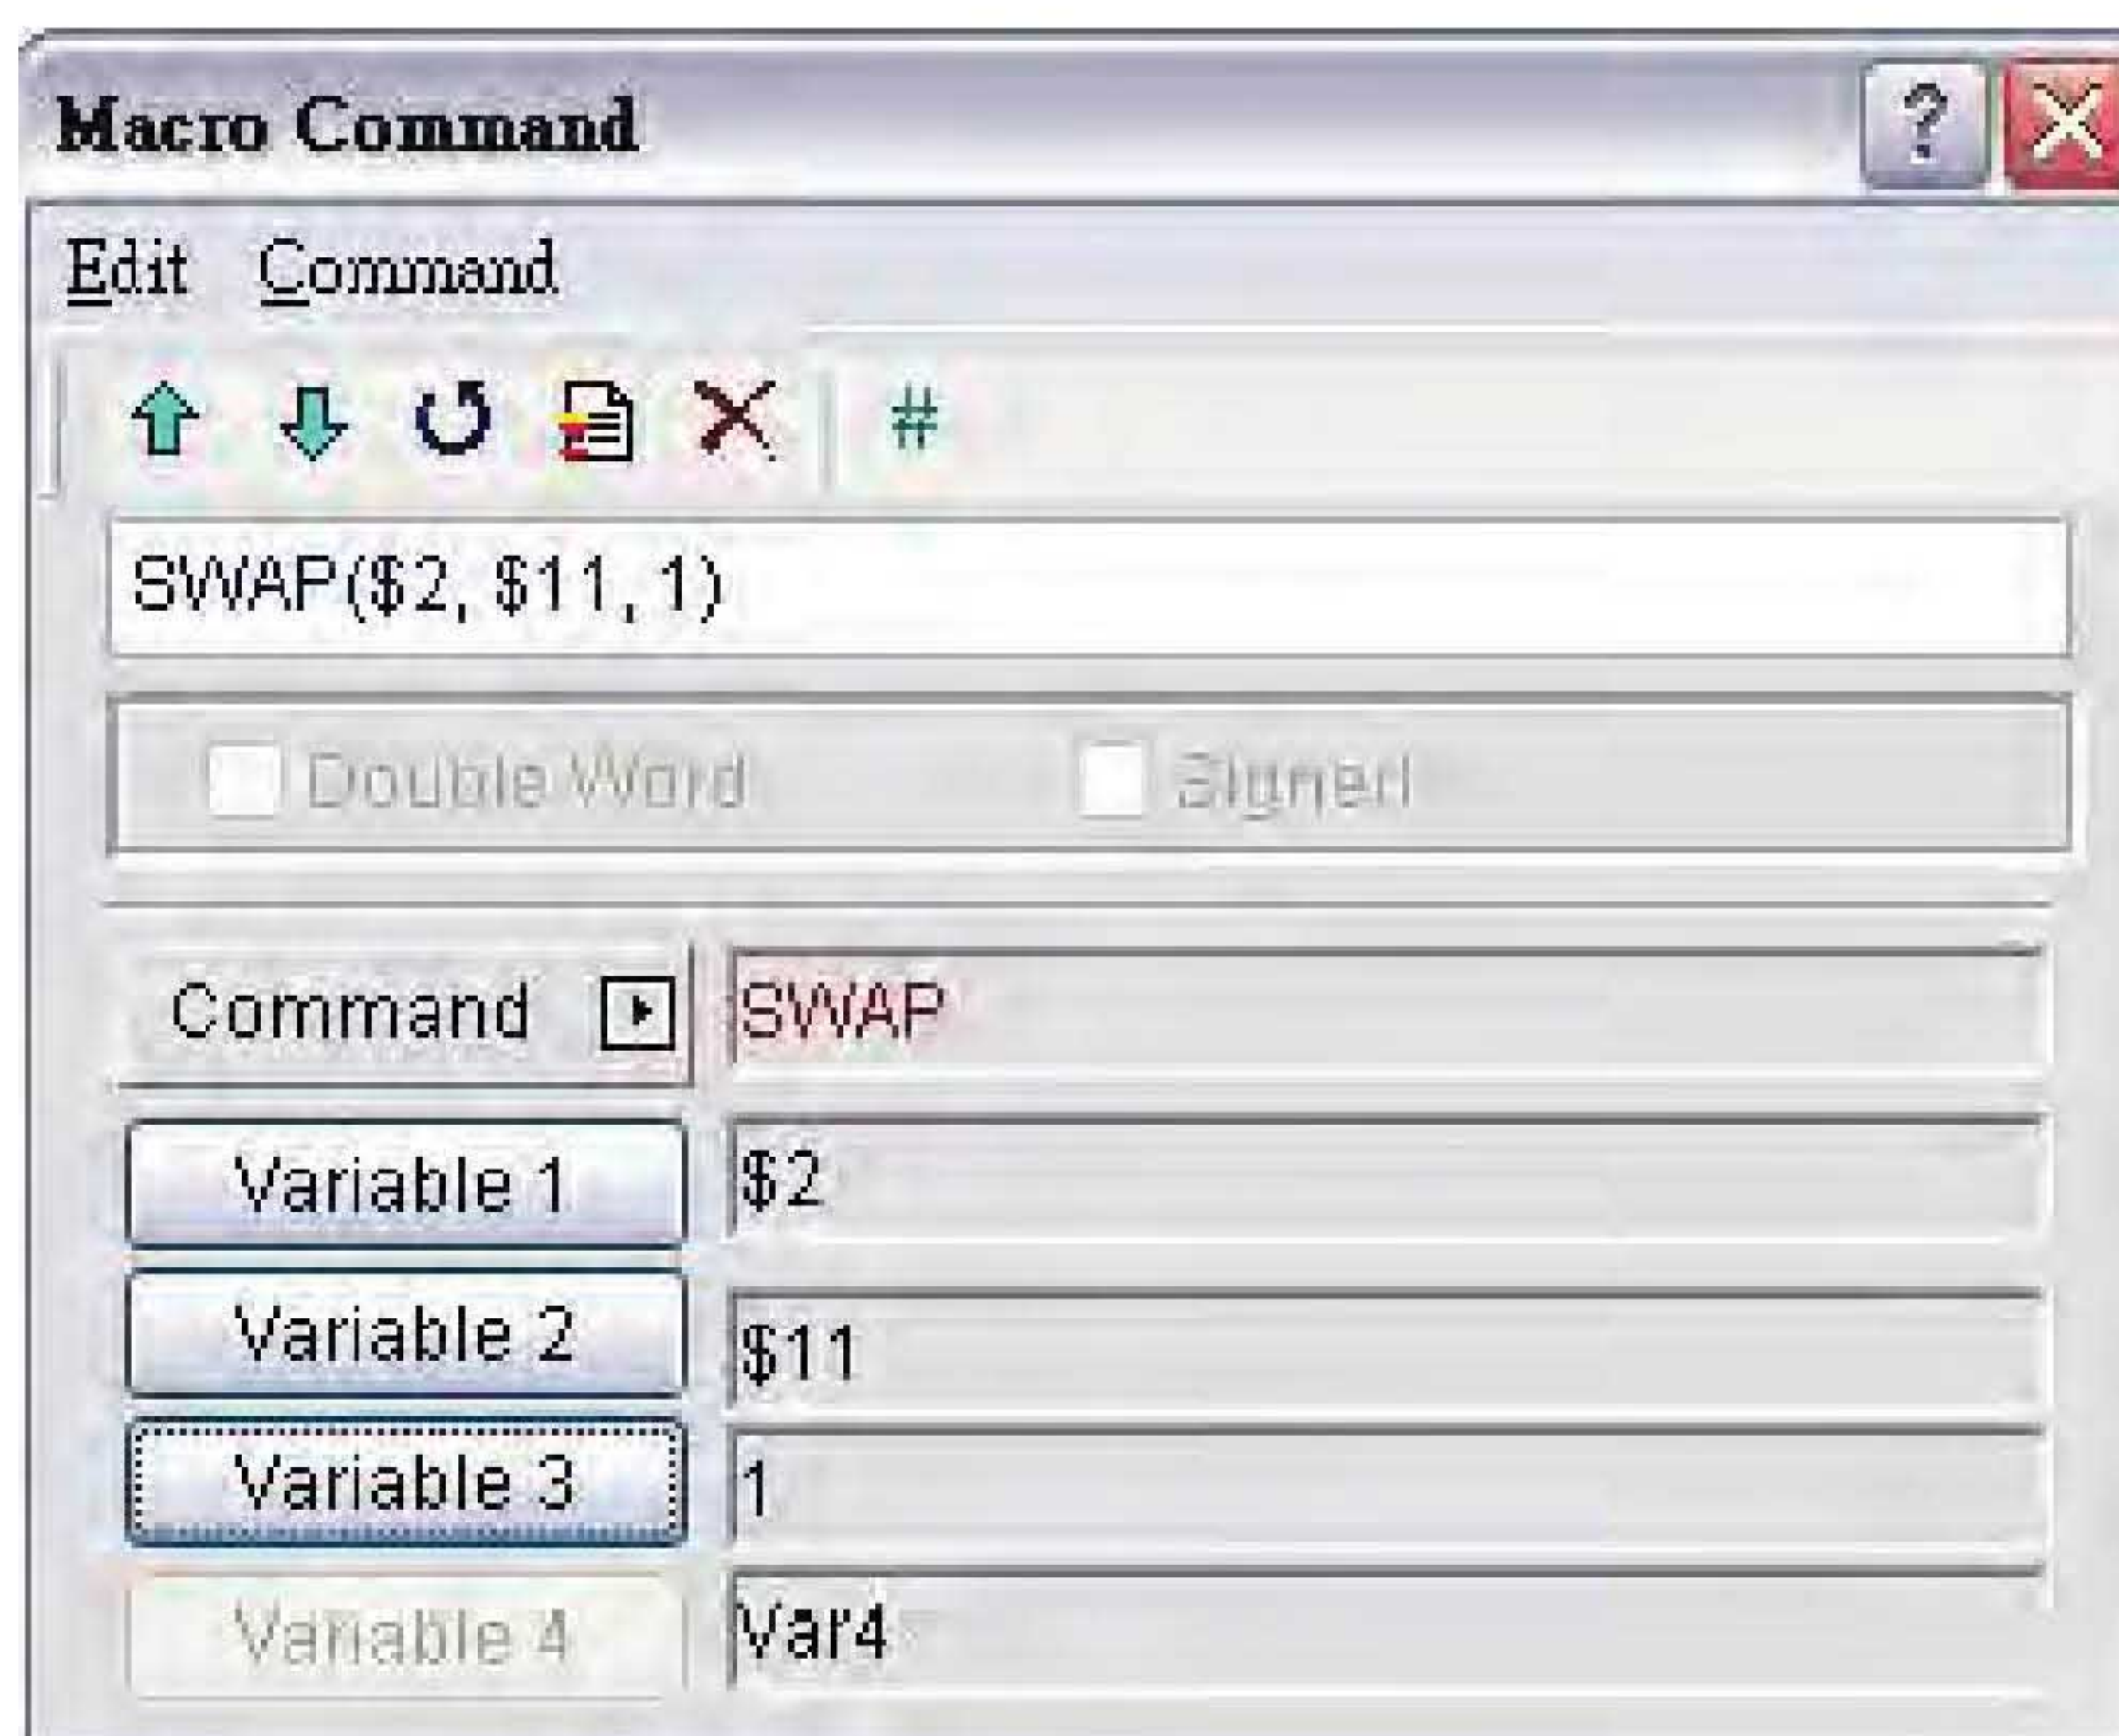 Macro Command ?
Edit Command
#
SWAP($2, $11, 1)
Double Word Signed
Command SWAP
Variable 1 $2
Variable 2 $11
Variable 3 1
Variable 4 Var4